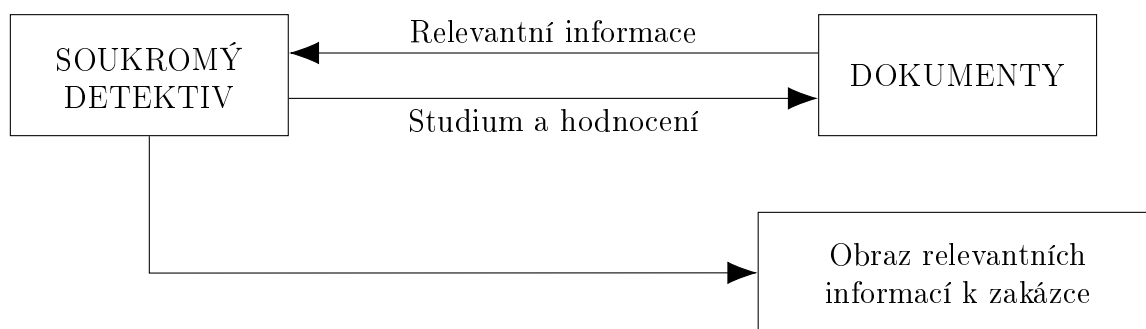 SOUKROMÝ
DETEKTIV
Relevantní informace
Studium a hodnocení
DOKUMENTY
Obraz relevantních
informací k zakázce